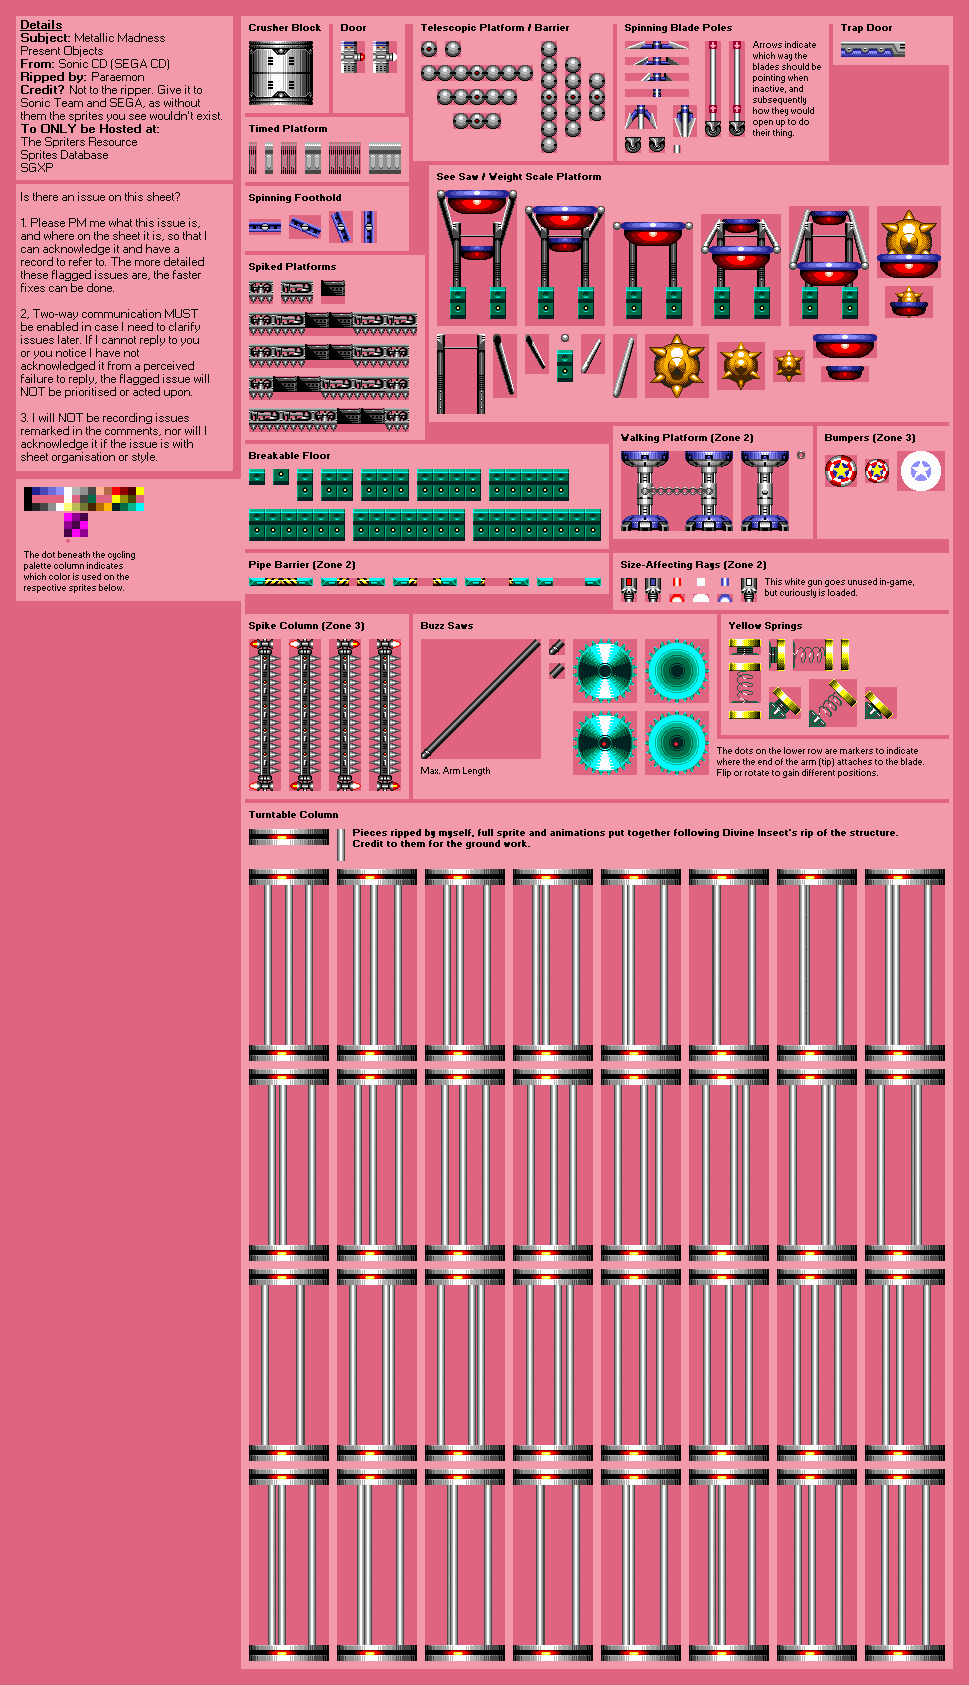 Details
Subject: Metallic Madness
Present Objects
From: Sonic CD (SEGA CD)
Ripped by: Paraemon
Credit? Not to the ripper. Give it to
Sonic Team and SEGA, as without
them the sprites you see wouldn't exist.
To ONLY be Hosted at:
The Spriters Resource
Sprites Database
SGXP
Is there an issue on this sheet?
1. Please PM me what this issue is,
and where on the sheet it is, so that I
can acknowledge it and have a
record to refer to. The more detailed
these flagged issues are, the faster
fixes can be done.
2, Two-way communication MUST
be enabled in case I need to clarify
issues later. If I cannot reply to you
or you notice I have not
acknowledged it from a perceived
failure to reply, the flagged issue will
NOT be prioritised or acted upon.
3. I will NOT be recording issues
remarked in the comments, nor will I
acknowledge it if the issue is with
sheet organisation or style.
The dot beneath the cycling
palette column indicates
which color is used on the
respective sprites below.
Crusher Block
Door
Telescopic Platform / Barrier
Spinning Blade Poles
Arrows indicate
which way the
blades should be
pointing when
inactive, and
subsequently
how they would
open up to do
their thing.
Trap Door
Timed Platform
Spinning Foothold
See Saw / Weight Scale Platform
Spiked Platforms
Breakable Floor
Walking Platform (Zone 2)
Bumpers (Zone 3)
Pipe Barrier (Zone 2)
Size-Affecting Rays (Zone 2)
This white gun goes unused in-game,
but curiously is loaded.
Spike Column (Zone 3)
Buzz Saws
Max. Arm Length
Yellow Springs
The dots on the lower row are markers to indicate
where the end of the arm (tip) attaches to the blade.
Flip or rotate to gain different positions.
Turntable Column
Pieces ripped by myself, full sprite and animations put together following Divine Insect's rip of the structure.
Credit to them for the ground work.